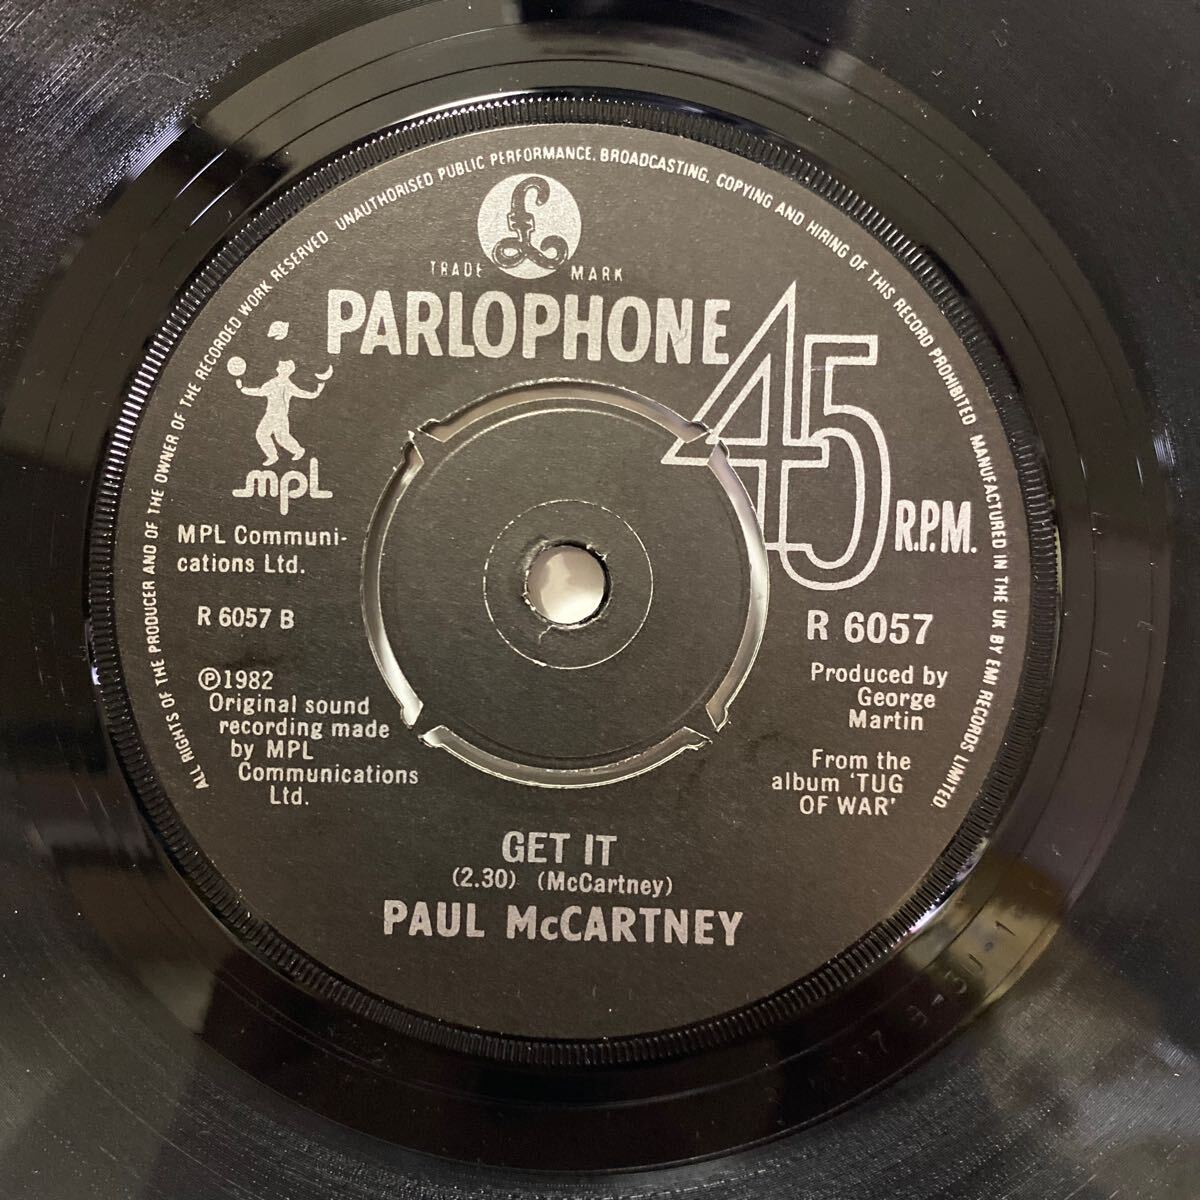 ALL RIGHTS OF THE PRODUCER AND OF THE OWNER OF THE RECORDED WORK RESERVED UNAUTHORISED PUBLIC PERFORMANCE. BROADCASTING. COPYING AND HIRING OF THIS RECORD PROHIBITED MANUFACTURED IN THE UK BY EMI RECORDS LIMITED
£
TRADE MARK
PARLOPHONE
45
R.P.M.
mpl
MPL Communi-
cations Ltd.
R 6057 B
℗1982
Original sound
recording made
by MPL
Communications
Ltd.
R 6057
Produced by
George
Martin
From the
album 'TUG
OF WAR'
GET IT
(2.30) (McCartney)
PAUL McCARTNEY